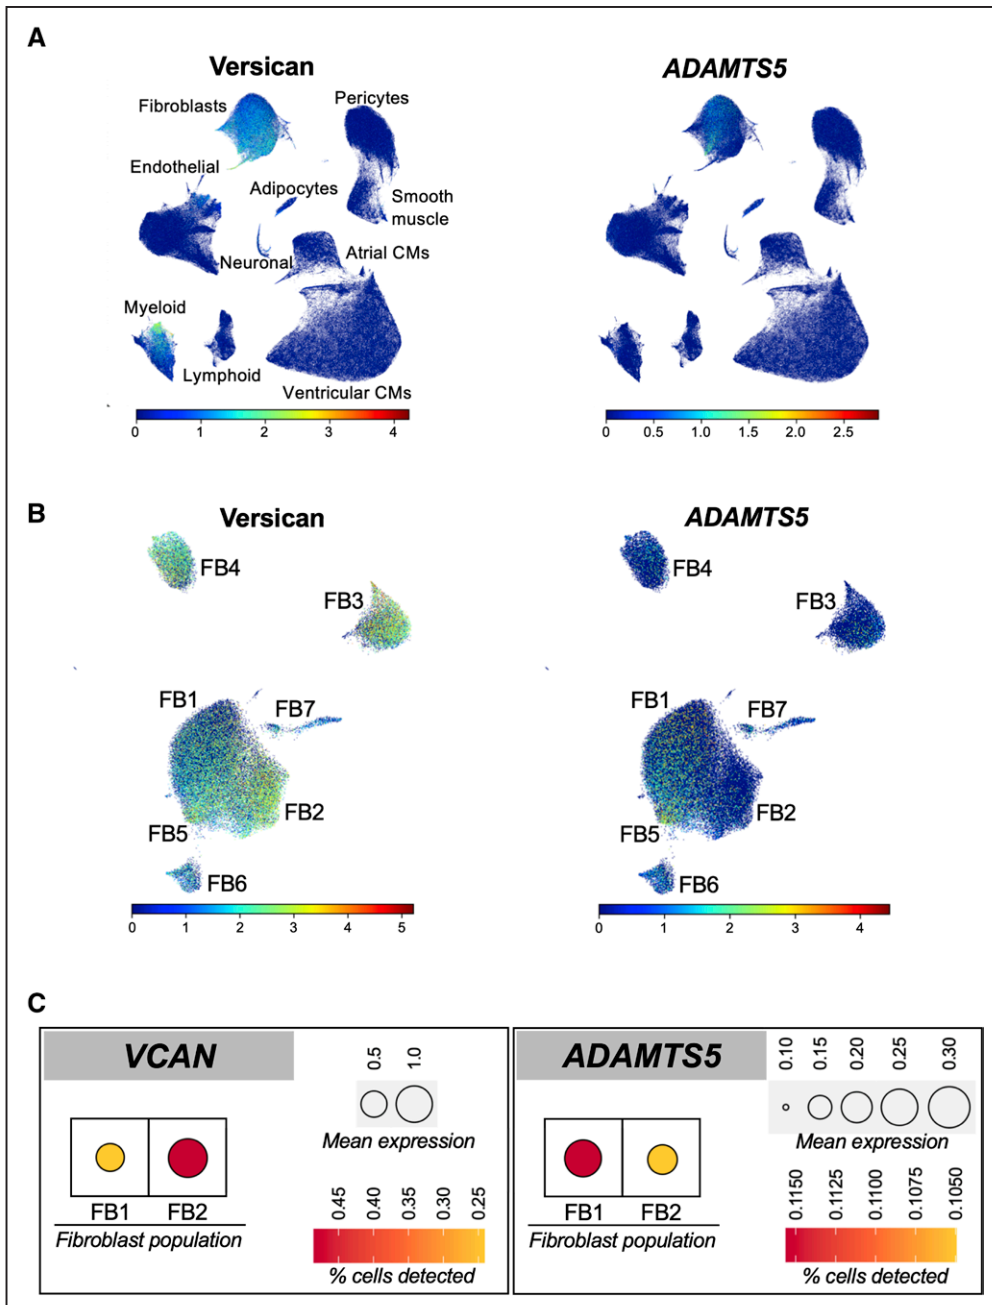 A
Versican
ADAMTS5
Fibroblasts
Pericytes
Endothelial
Adipocytes
Smooth
muscle
Neuronal
Atrial CMs
Myeloid
Lymphoid
Ventricular CMs
0 1 2 3 4
0 0.5 1.0 1.5 2.0 2.5
B
Versican
ADAMTS5
FB4
FB3
FB1
FB7
FB2
FB5
FB6
FB4
FB3
FB1
FB7
FB2
FB5
FB6
0 1 2 3 4 5
0 1 2 3 4
C
VCAN
0.5 1.0
Mean expression
FB1 FB2
Fibroblast population
0.45 0.40 0.35 0.30 0.25
% cells detected
ADAMTS5
0.10 0.15 0.20 0.25 0.30
Mean expression
FB1 FB2
Fibroblast population
0.1150 0.1125 0.1100 0.1075 0.1050
% cells detected